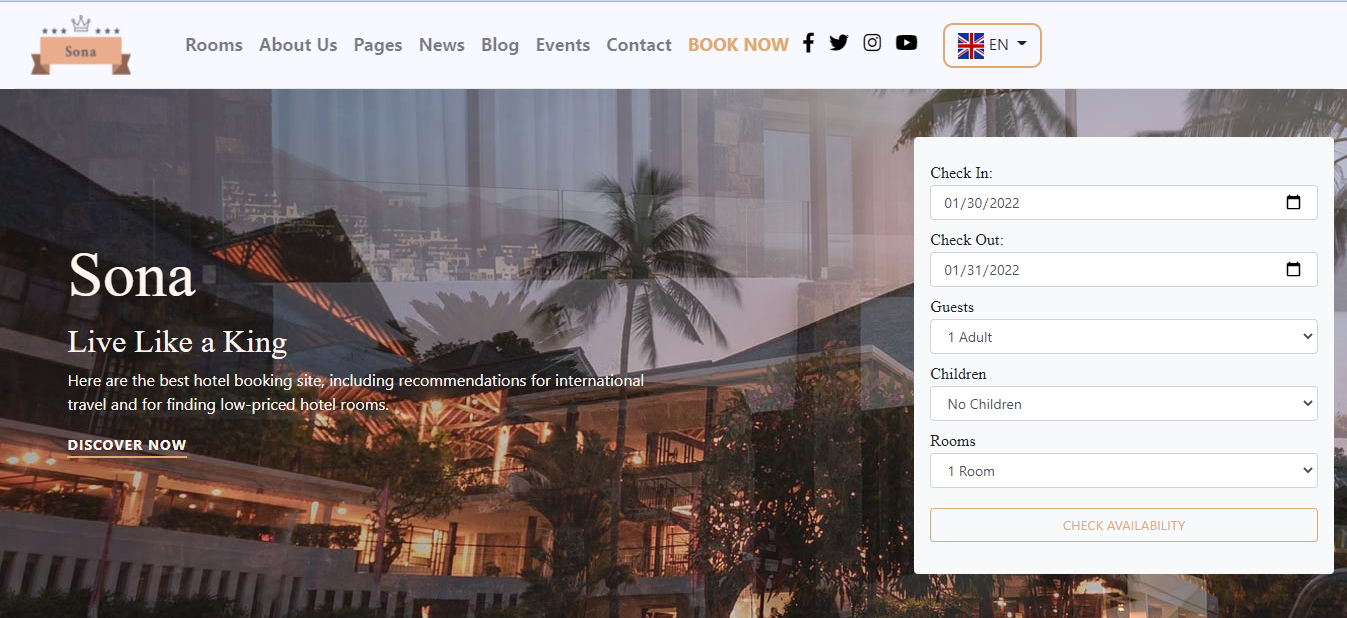 Sona
Rooms About Us Pages News Blog Events Contact BOOK NOW EN
Sona
Live Like a King
Here are the best hotel booking site, including recommendations for international
travel and for finding low-priced hotel rooms.
DISCOVER NOW
Check In:
01/30/2022
Check Out:
01/31/2022
Guests
1 Adult
Children
No Children
Rooms
1 Room
CHECK AVAILABILITY